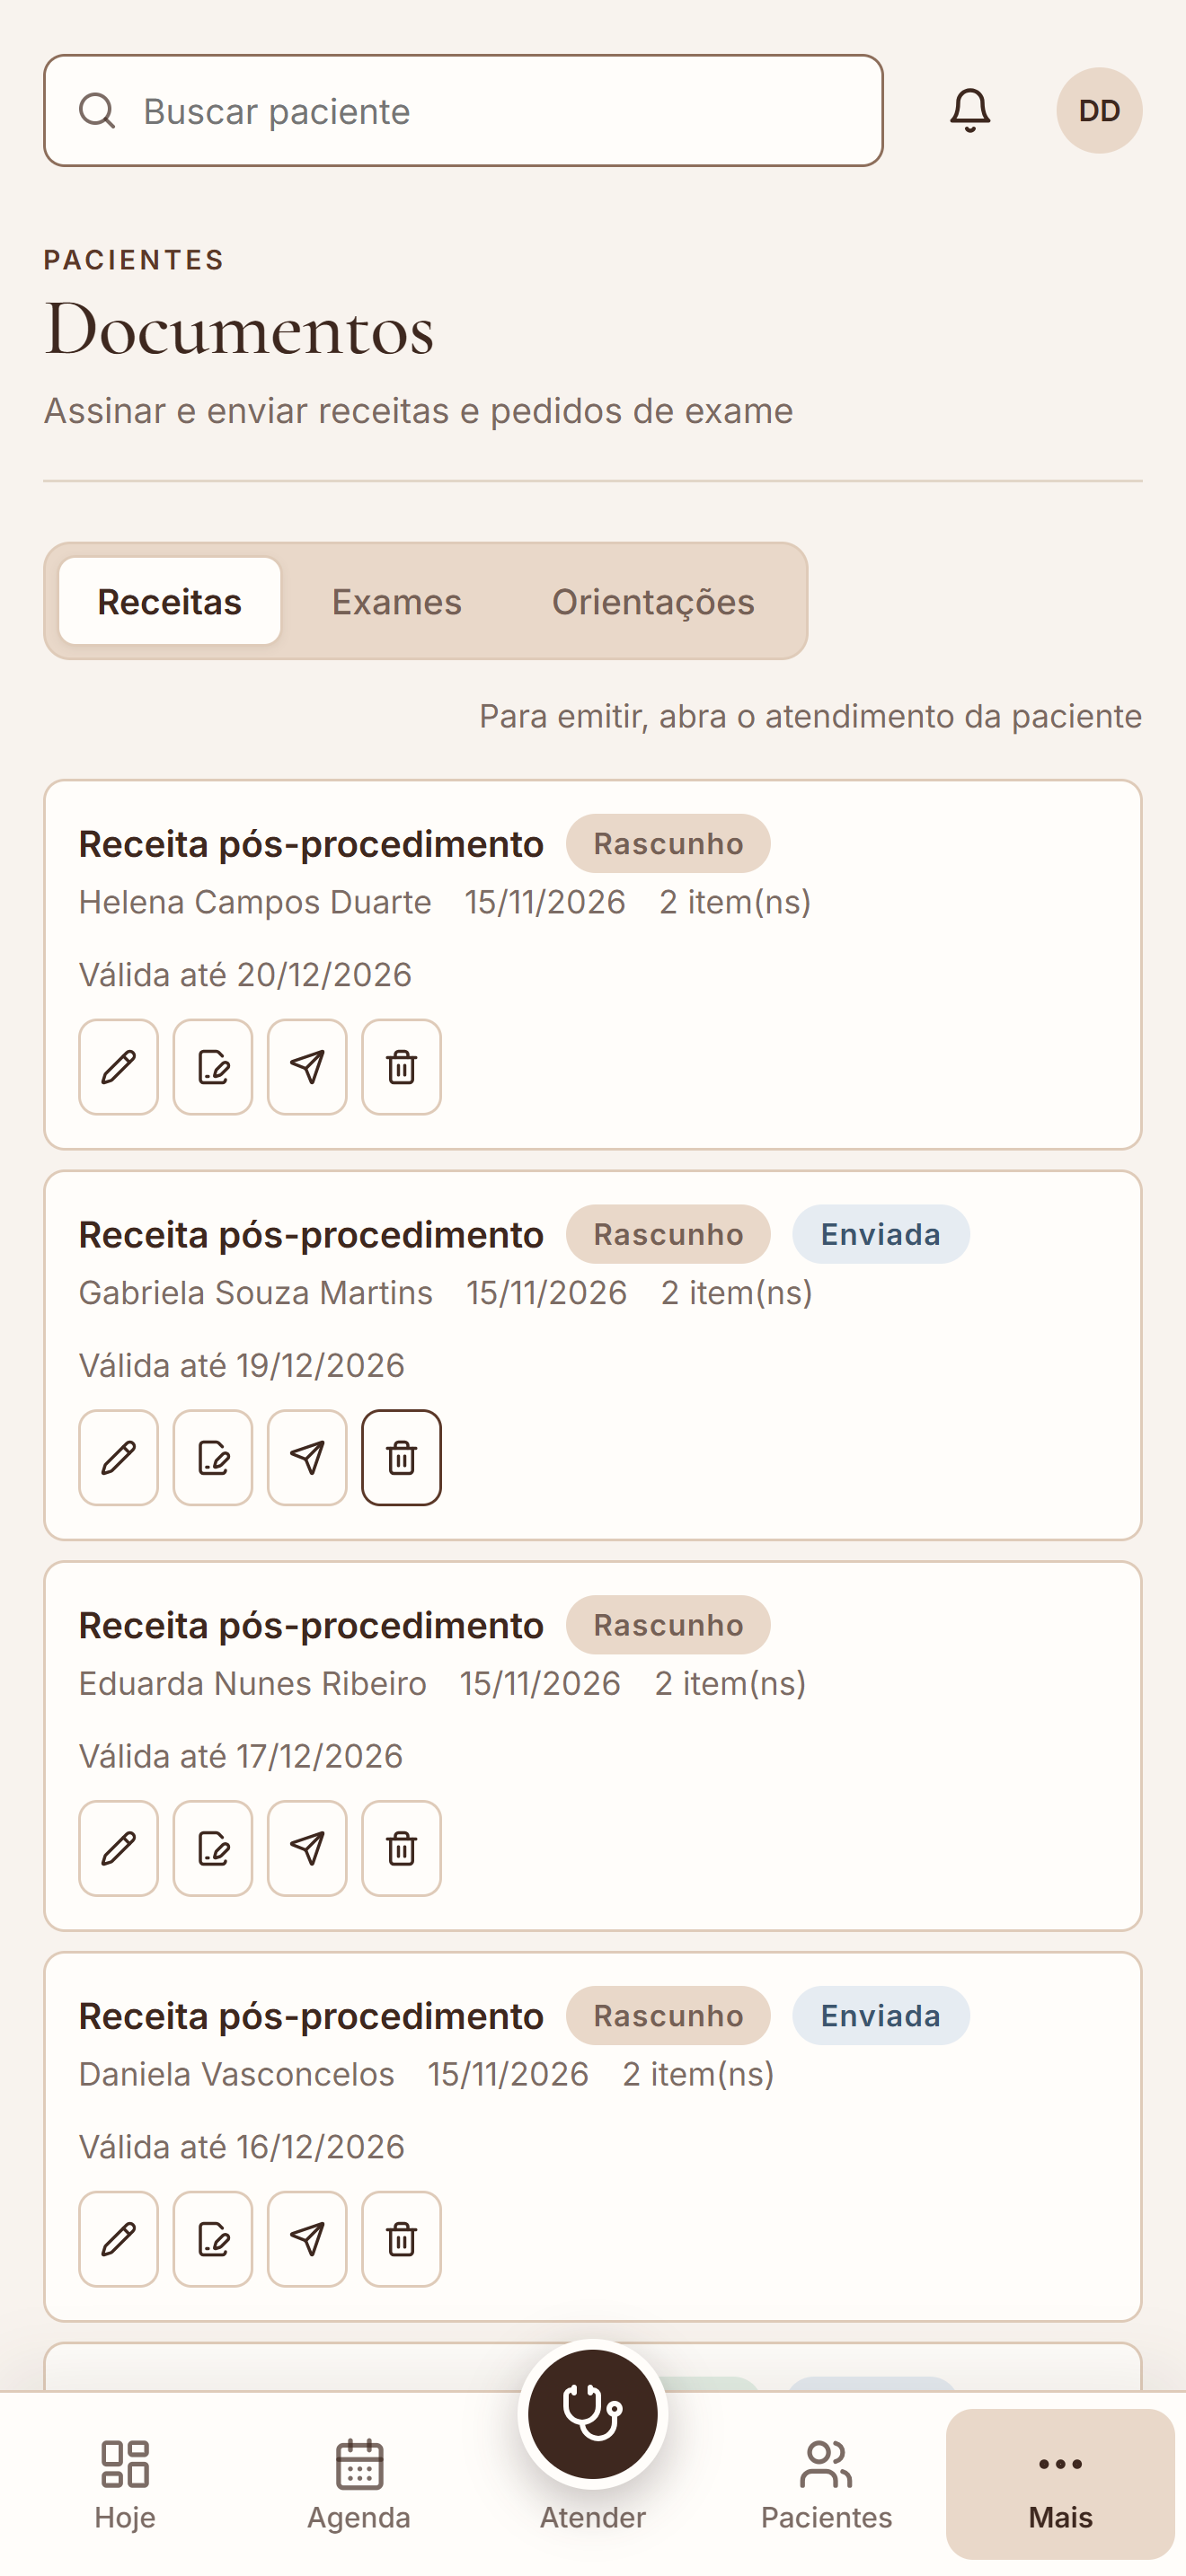 Buscar paciente
DD
PACIENTES
Documentos
Assinar e enviar receitas e pedidos de exame
Receitas Exames Orientações
Para emitir, abra o atendimento da paciente
Receita pós-procedimento Rascunho
Helena Campos Duarte 15/11/2026 2 item(ns)
Válida até 20/12/2026
Receita pós-procedimento Rascunho Enviada
Gabriela Souza Martins 15/11/2026 2 item(ns)
Válida até 19/12/2026
Receita pós-procedimento Rascunho
Eduarda Nunes Ribeiro 15/11/2026 2 item(ns)
Válida até 17/12/2026
Receita pós-procedimento Rascunho Enviada
Daniela Vasconcelos 15/11/2026 2 item(ns)
Válida até 16/12/2026
Hoje Agenda Atender Pacientes Mais